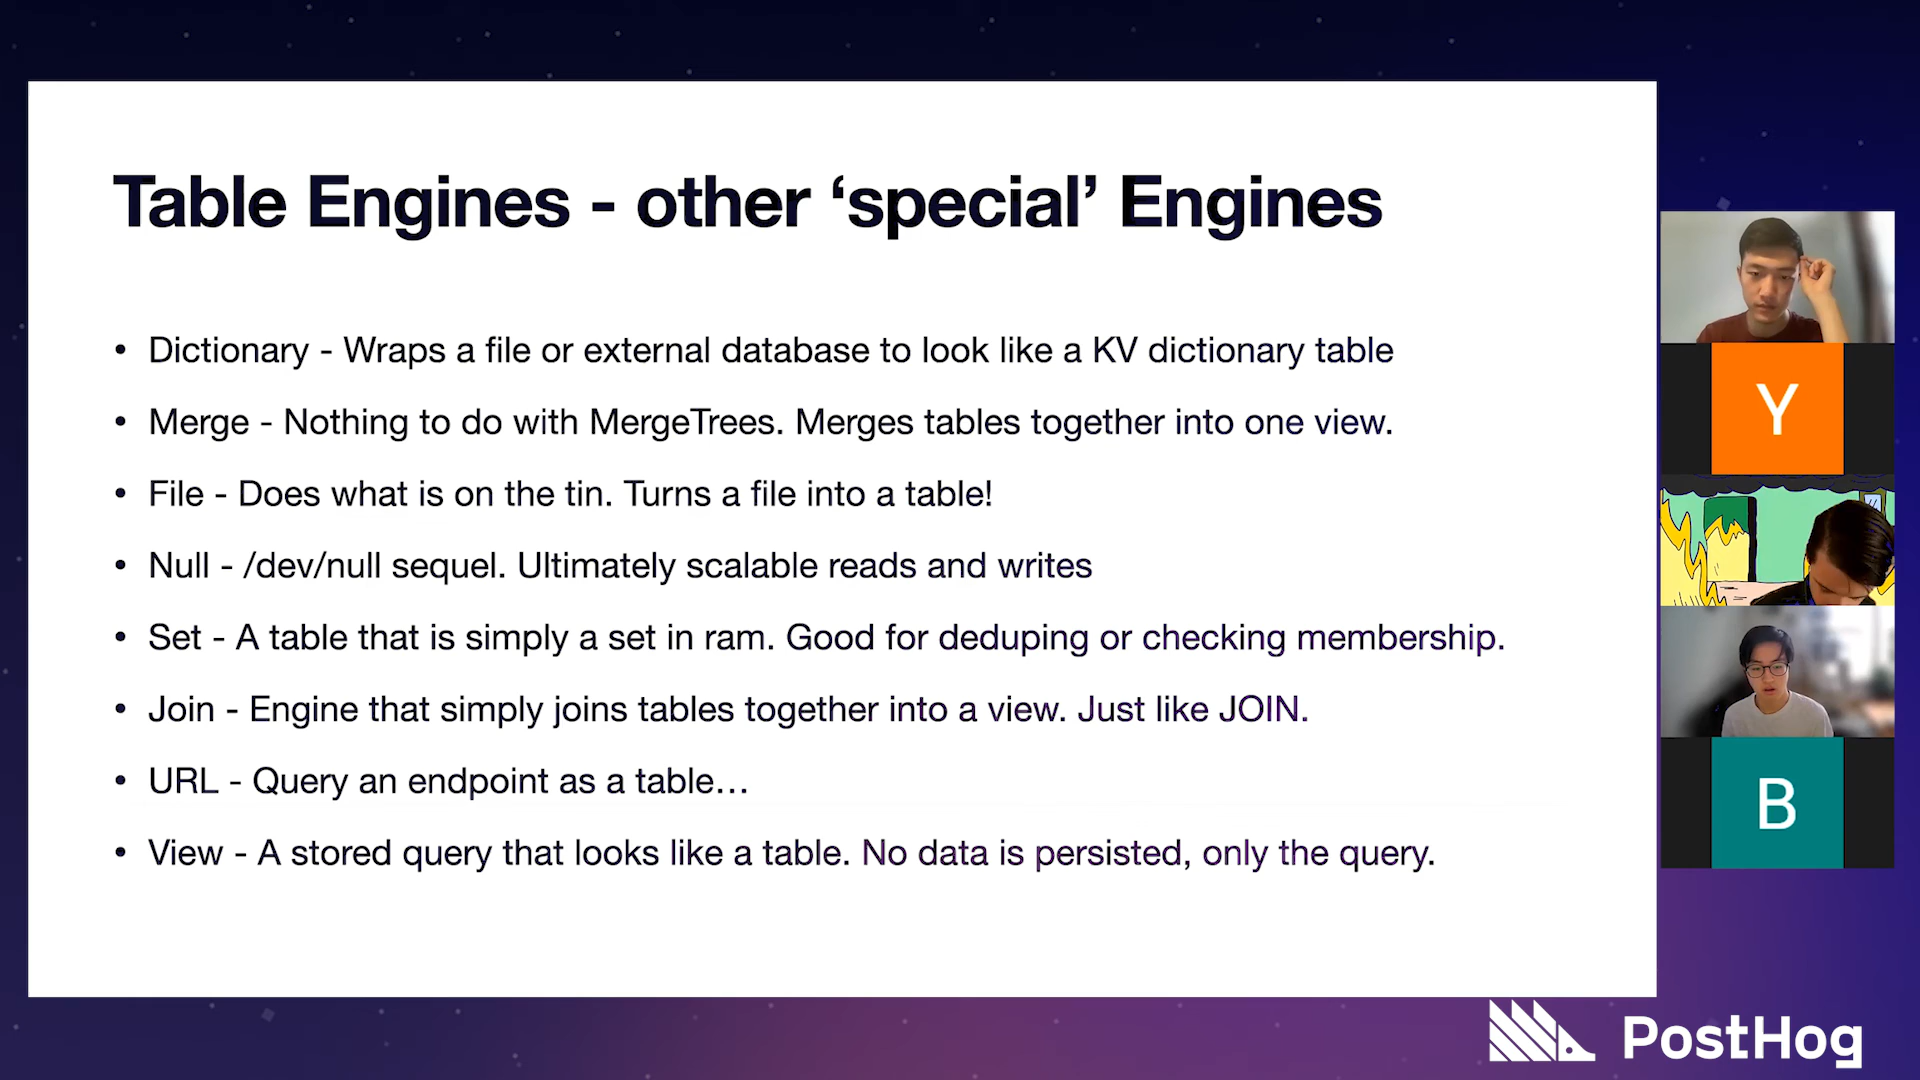 Table Engines - other ‘special’ Engines
• Dictionary - Wraps a file or external database to look like a KV dictionary table
• Merge - Nothing to do with MergeTrees. Merges tables together into one view.
• File - Does what is on the tin. Turns a file into a table!
• Null - /dev/null sequel. Ultimately scalable reads and writes
• Set - A table that is simply a set in ram. Good for deduping or checking membership.
• Join - Engine that simply joins tables together into a view. Just like JOIN.
• URL - Query an endpoint as a table…
• View - A stored query that looks like a table. No data is persisted, only the query.
Y
B
PostHog